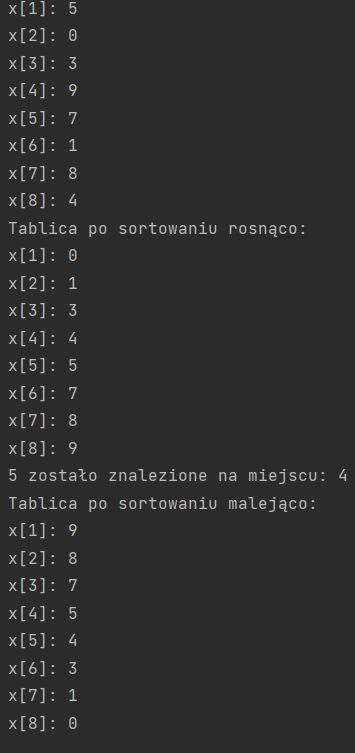 x[1]: 5
x[2]: 0
x[3]: 3
x[4]: 9
x[5]: 7
x[6]: 1
x[7]: 8
x[8]: 4
Tablica po sortowaniu rosnąco:
x[1]: 0
x[2]: 1
x[3]: 3
x[4]: 4
x[5]: 5
x[6]: 7
x[7]: 8
x[8]: 9
5 zostało znalezione na miejscu: 4
Tablica po sortowaniu malejąco:
x[1]: 9
x[2]: 8
x[3]: 7
x[4]: 5
x[5]: 4
x[6]: 3
x[7]: 1
x[8]: 0